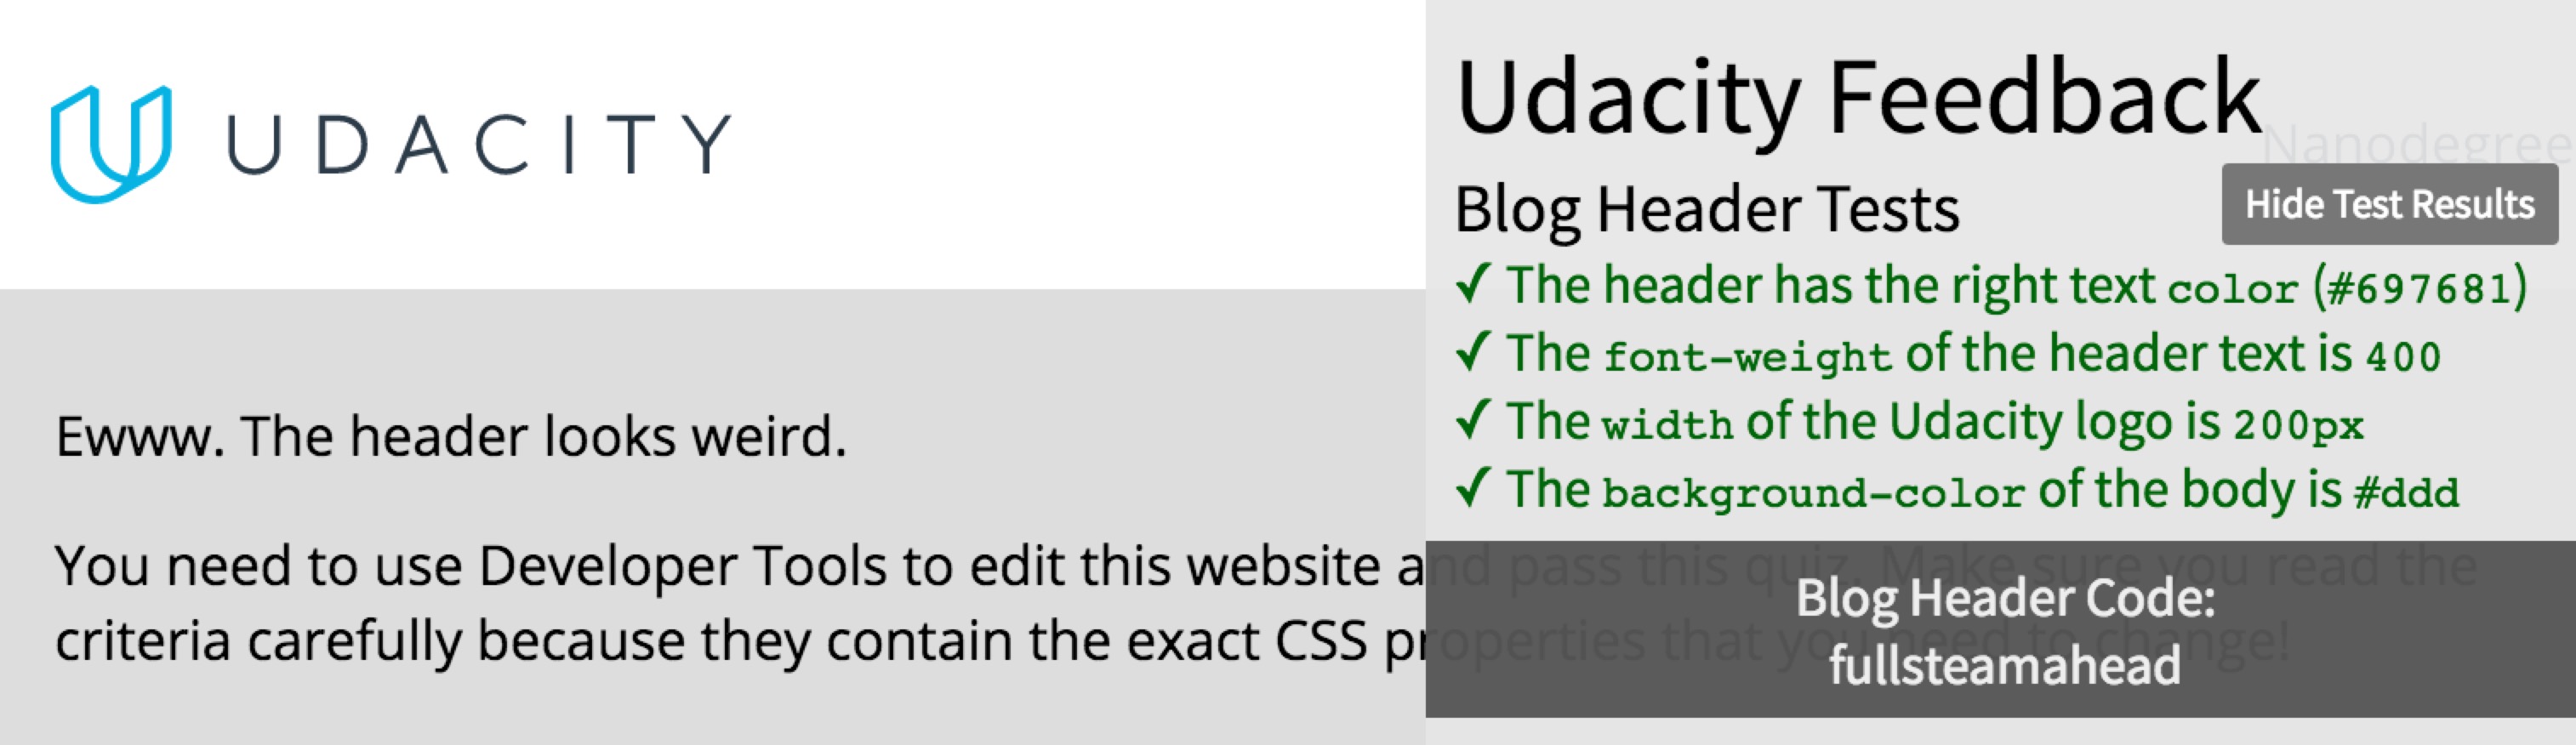 UDACITY
Ewww. The header looks weird.
You need to use Developer Tools to edit this website and pass this quiz. Make sure you read the
criteria carefully because they contain the exact CSS properties that you need to change!
Udacity Feedback
Nanodegree
Blog Header Tests
Hide Test Results
✓ The header has the right text color (#697681)
✓ The font-weight of the header text is 400
✓ The width of the Udacity logo is 200px
✓ The background-color of the body is #ddd
Blog Header Code:
fullsteamahead